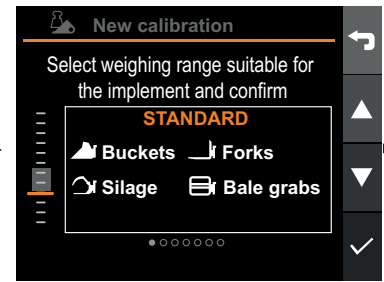 New calibration
Select weighing range suitable for
the implement and confirm
STANDARD
Buckets Forks
Silage Bale grabs